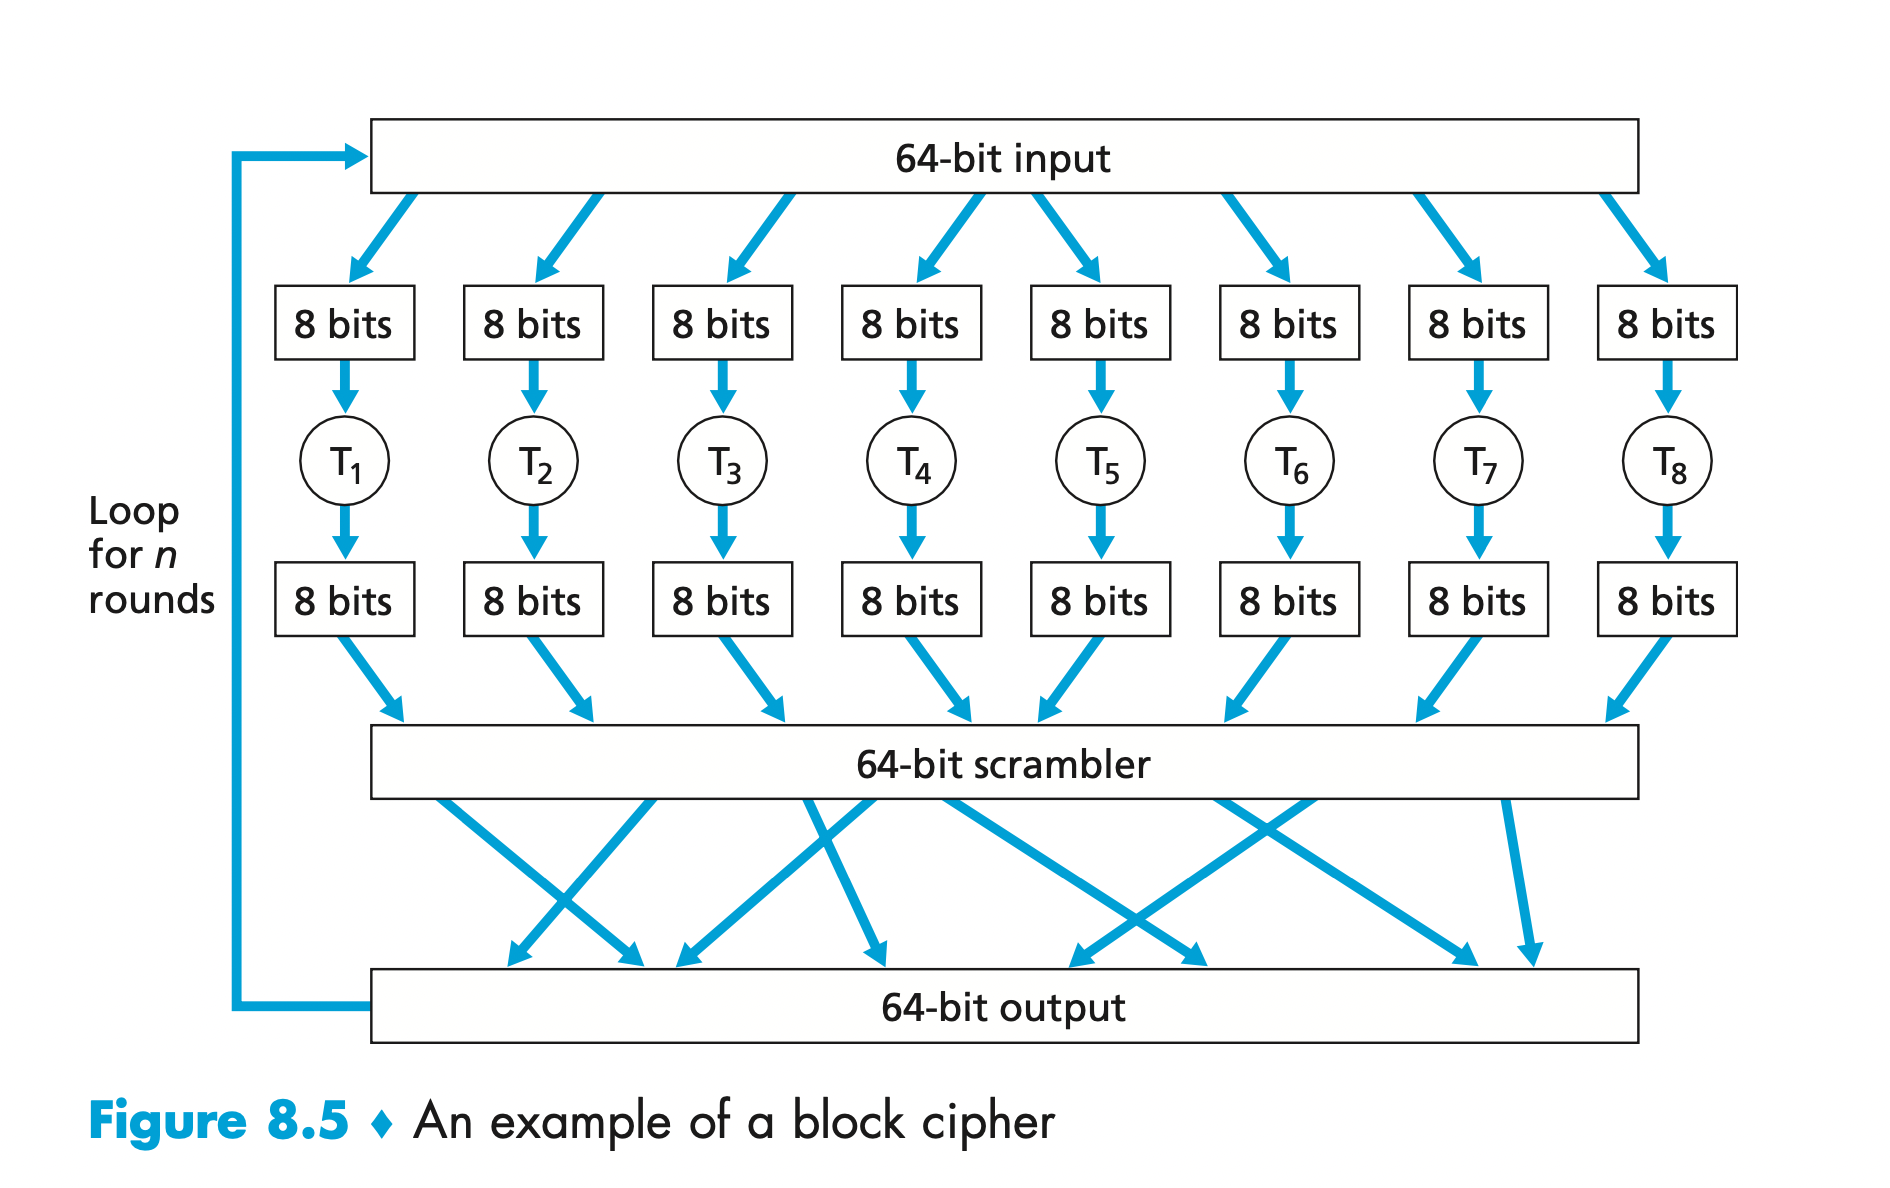 64-bit input
8 bits 8 bits 8 bits 8 bits 8 bits 8 bits 8 bits 8 bits
T1 T2 T3 T4 T5 T6 T7 T8
Loop
for n
rounds
8 bits 8 bits 8 bits 8 bits 8 bits 8 bits 8 bits 8 bits
64-bit scrambler
64-bit output
Figure 8.5 ♦ An example of a block cipher